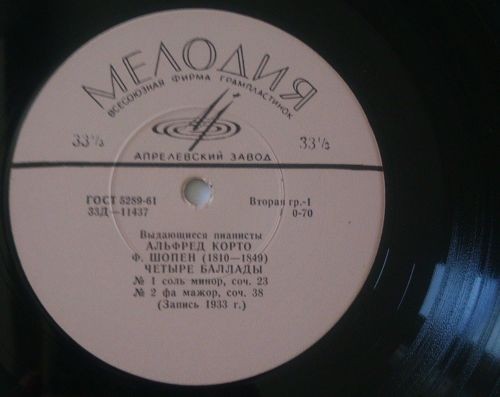 МЕЛОДИЯ
ВСЕСОЮЗНАЯ ФИРМА ГРАМПЛАСТИНОК
33⅓ 33⅓
АПРЕЛЕВСКИЙ ЗАВОД
ГОСТ 5289-61 Вторая гр.-1
33Д—11437 0-70
Выдающиеся пианисты
АЛЬФРЕД КОРТО
Ф. ШОПЕН (1810—1849)
ЧЕТЫРЕ БАЛЛАДЫ
№ 1 соль минор, соч. 23
№ 2 фа мажор, соч. 38
(Запись 1933 г.)